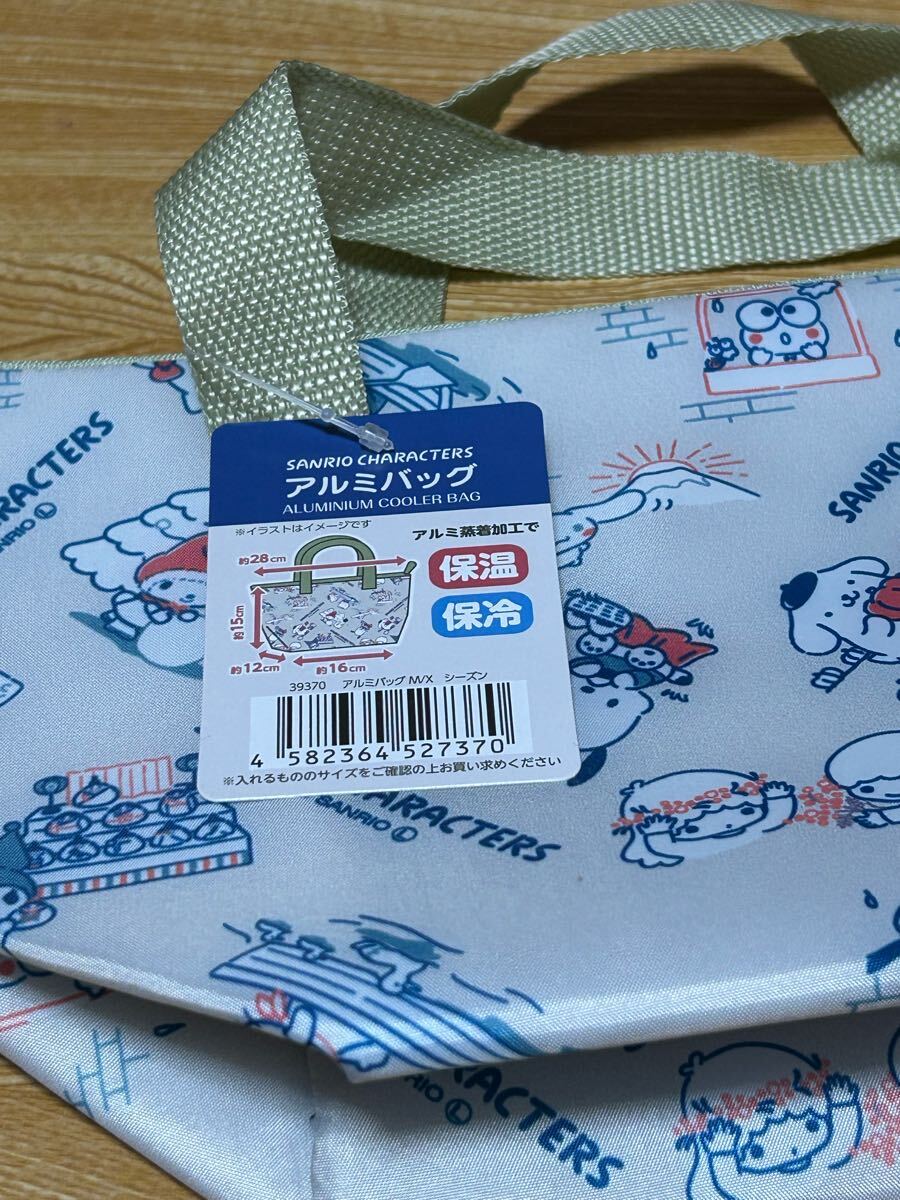 SANRIO CHARACTERS
アルミバッグ
ALUMINIUM COOLER BAG
※イラストはイメージです
アルミ蒸着加工で
保温
保冷
約28cm
約15cm
約12cm
約16cm
39370 アルミバッグ M/X シーズン
4 582364 527370
※入れるもののサイズをご確認の上お買い求めください
RACTERS
ANRIO Ⓛ
SANRIO
CHARACTERS
SANRIO Ⓛ
CHARACTERS
RIO Ⓛ